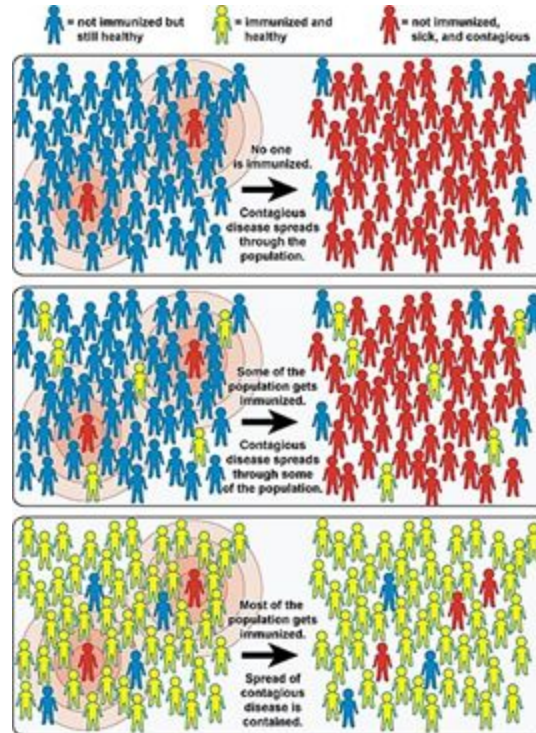 = not immunized but
still healthy
= immunized and
healthy
= not immunized,
sick, and contagious
No one
is immunized.
Contagious
disease spreads
through the
population.
Some of the
population gets
immunized.
Contagious
disease spreads
through some
of the population.
Most of the
population gets
immunized.
Spread of
contagious
disease is
contained.